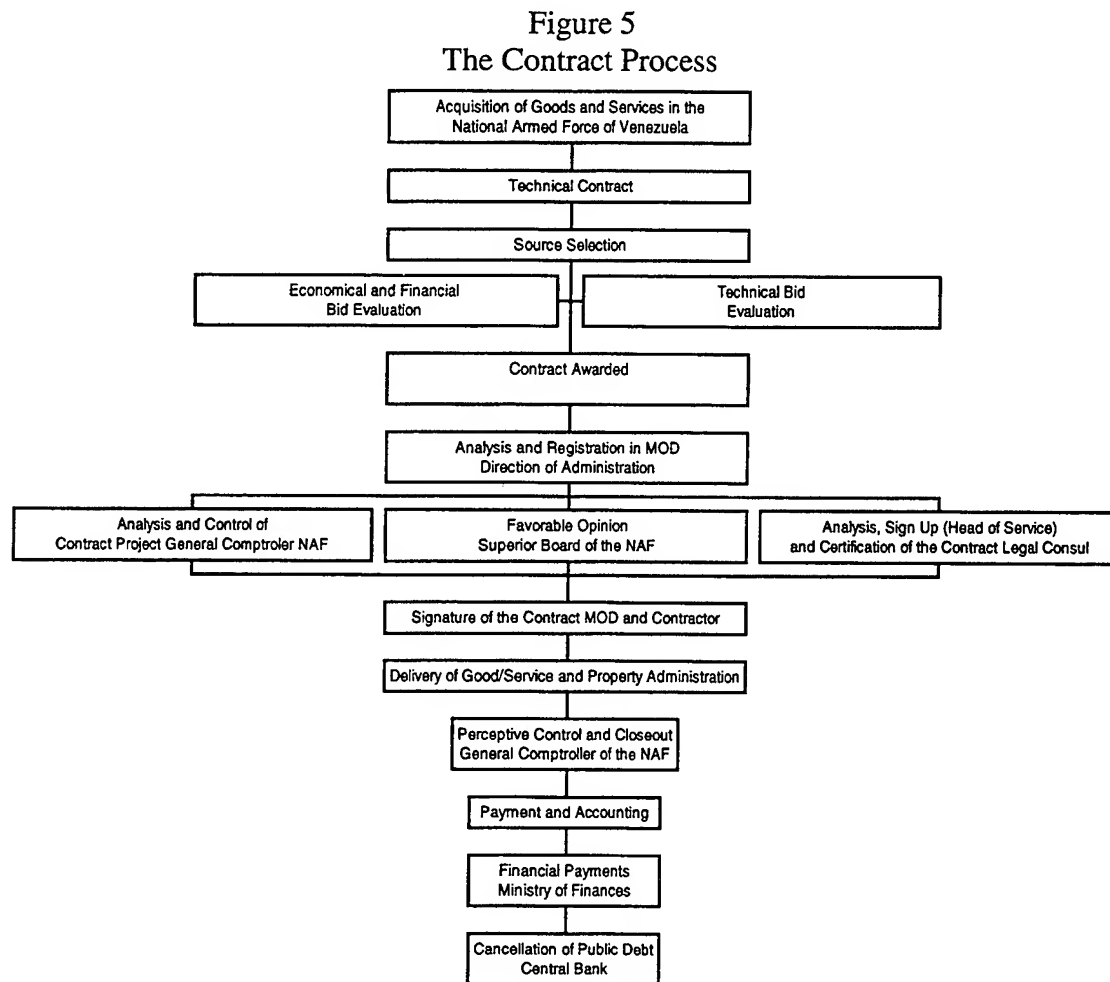 Figure 5
The Contract Process
Acquisition of Goods and Services in the
National Armed Force of Venezuela
Technical Contract
Source Selection
Economical and Financial
Bid Evaluation
Technical Bid
Evaluation
Contract Awarded
Analysis and Registration in MOD
Direction of Administration
Analysis and Control of
Contract Project General Comptroler NAF
Favorable Opinion
Superior Board of the NAF
Analysis, Sign Up (Head of Service)
and Certification of the Contract Legal Consul
Signature of the Contract MOD and Contractor
Delivery of Good/Service and Property Administration
Perceptive Control and Closeout
General Comptroller of the NAF
Payment and Accounting
Financial Payments
Ministry of Finances
Cancellation of Public Debt
Central Bank